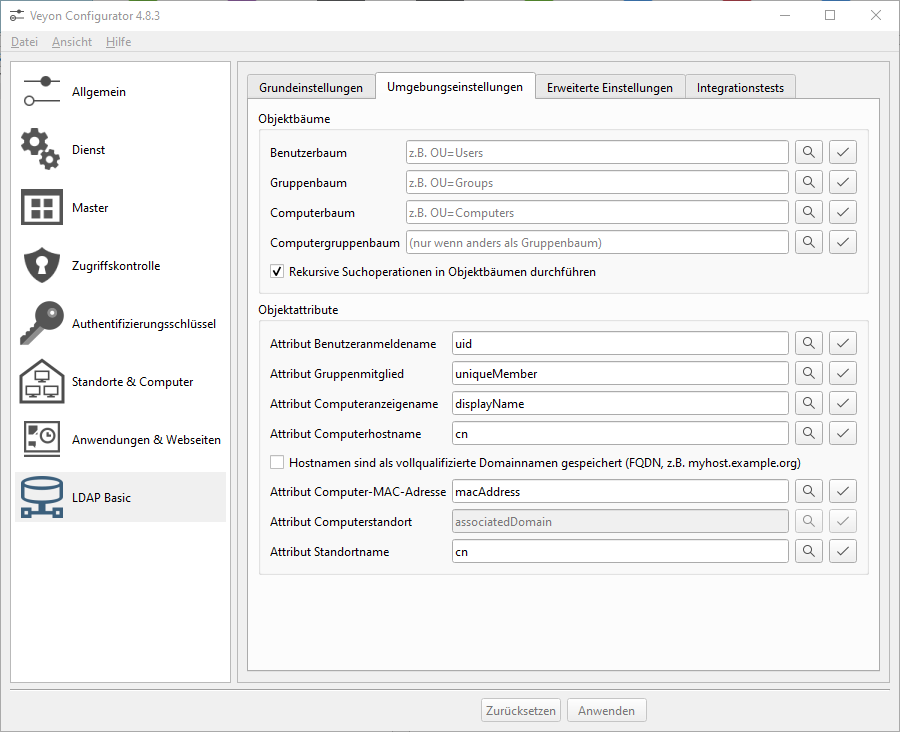 Veyon Configurator 4.8.3
Datei Ansicht Hilfe
Allgemein
Dienst
Master
Zugriffskontrolle
Authentifizierungsschlüssel
Standorte & Computer
Anwendungen & Webseiten
LDAP Basic
Grundeinstellungen Umgebungseinstellungen Erweiterte Einstellungen Integrationstests
Objektbäume
Benutzerbaum z.B. OU=Users
Gruppenbaum z.B. OU=Groups
Computerbaum z.B. OU=Computers
Computergruppenbaum (nur wenn anders als Gruppenbaum)
Rekursive Suchoperationen in Objektbäumen durchführen
Objektattribute
Attribut Benutzeranmeldename uid
Attribut Gruppenmitglied uniqueMember
Attribut Computeranzeigename displayName
Attribut Computerhostname cn
Hostnamen sind als vollqualifizierte Domainnamen gespeichert (FQDN, z.B. myhost.example.org)
Attribut Computer-MAC-Adresse macAddress
Attribut Computerstandort associatedDomain
Attribut Standortname cn
Zurücksetzen Anwenden